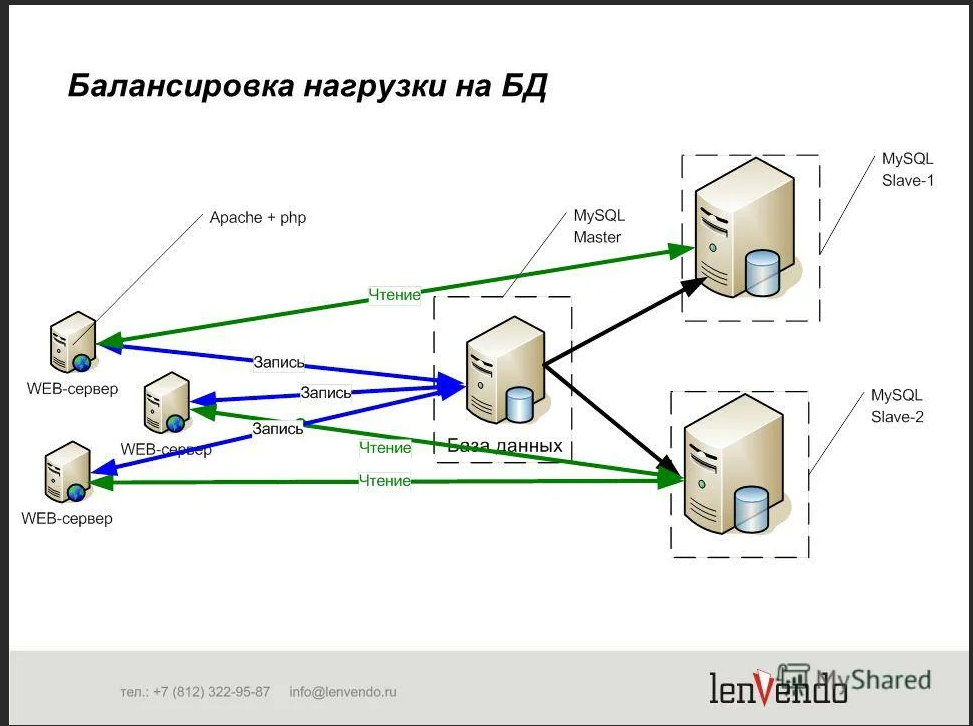 Балансировка нагрузки на БД
MySQL
Slave-1
Apache + php
MySQL
Master
Чтение
Запись
WEB-сервер
Запись
MySQL
Slave-2
Запись
WEB-сервер
Чтение
База данных
Чтение
WEB-сервер
тел.: +7 (812) 322-95-87 info@lenvendo.ru
lenvendo
MyShared